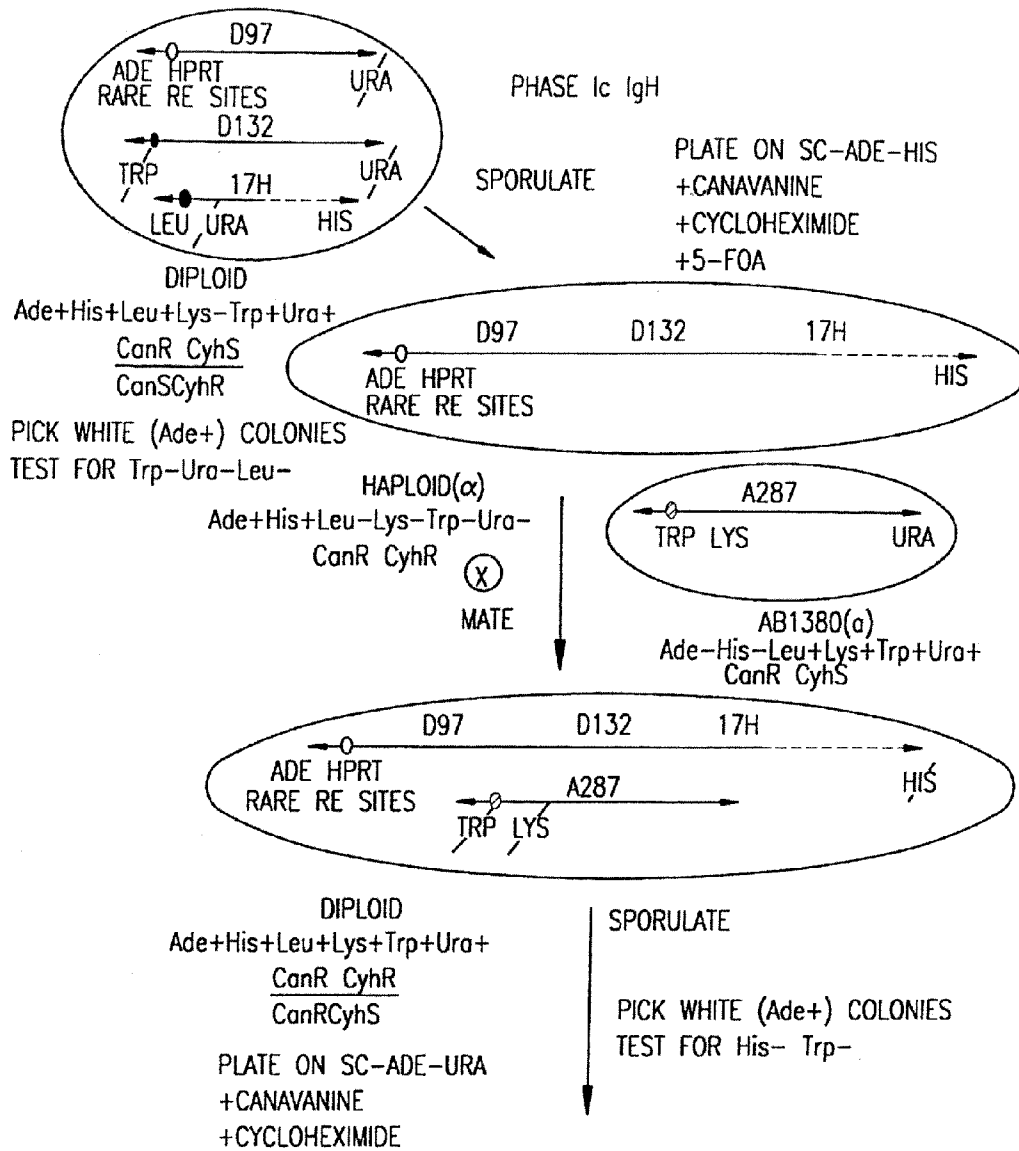 D97
ADE HPRT
URA
RARE RE SITES
D132
TRP
URA
17H
LEU URA HIS
DIPLOID
Ade+His+Leu+Lys-Trp+Ura+
CanR CyhS
CanSCyhR
PICK WHITE (Ade+) COLONIES
TEST FOR Trp-Ura-Leu-
PHASE Ic IgH
SPORULATE
PLATE ON SC-ADE-HIS
+CANAVANINE
+CYCLOHEXIMIDE
+5-FOA
D97 D132 17H
ADE HPRT HIS
RARE RE SITES
HAPLOID(α)
Ade+His+Leu-Lys-Trp-Ura-
CanR CyhR
X
MATE
A287
TRP LYS URA
AB1380(a)
Ade-His-Leu+Lys+Trp+Ura+
CanR CyhS
D97 D132 17H
ADE HPRT HIS
RARE RE SITES
A287
TRP LYS
DIPLOID
Ade+His+Leu+Lys+Trp+Ura+
CanR CyhR
CanRCyhS
PLATE ON SC-ADE-URA
+CANAVANINE
+CYCLOHEXIMIDE
SPORULATE
PICK WHITE (Ade+) COLONIES
TEST FOR His- Trp-